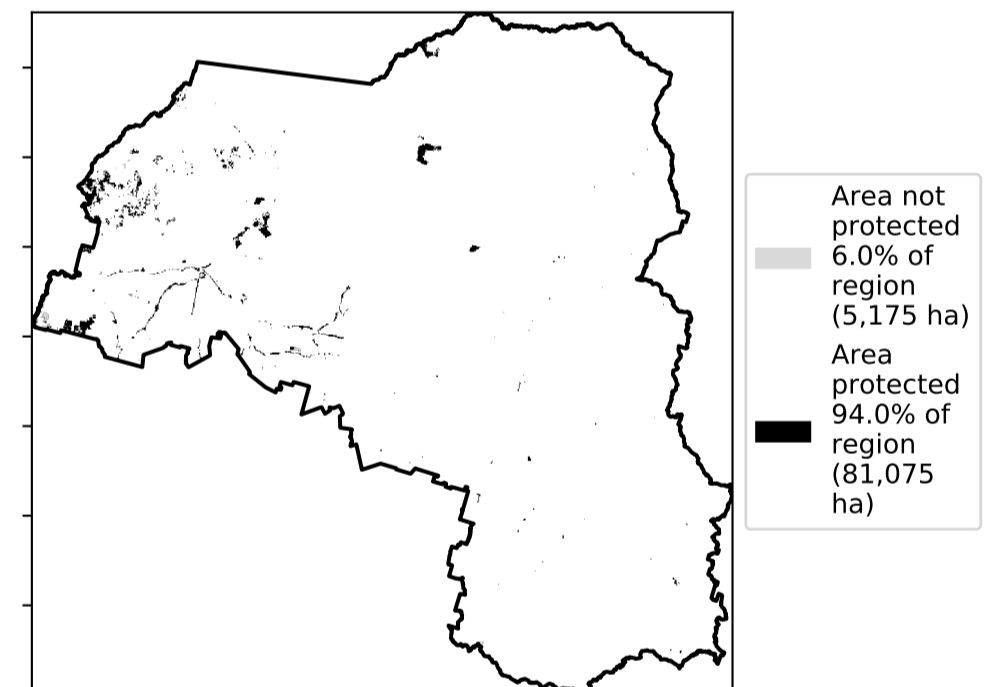 Area not
protected
6.0% of
region
(5,175 ha)
Area
protected
94.0% of
region
(81,075
ha)